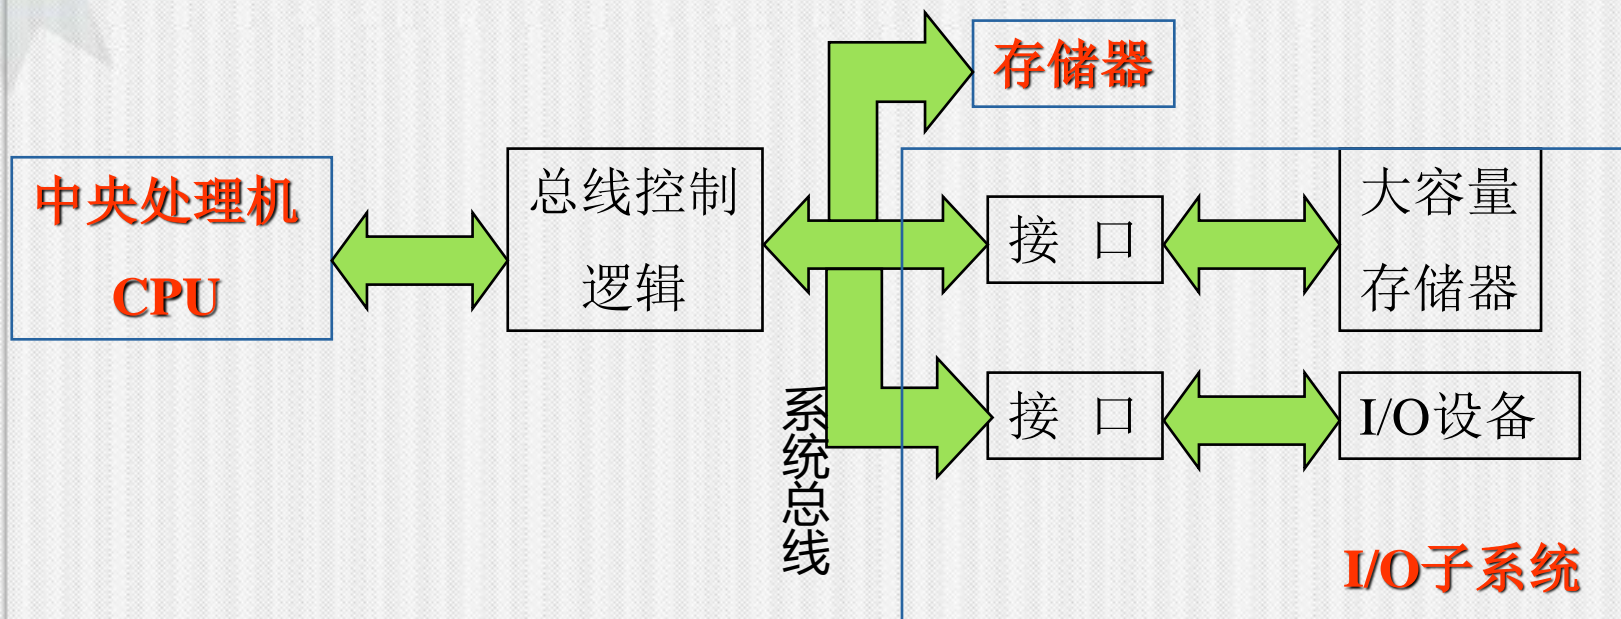 存储器
中央处理机
CPU
总线控制
逻辑
接 口
大容量
存储器
接 口
I/O设备
系统总线
I/O子系统